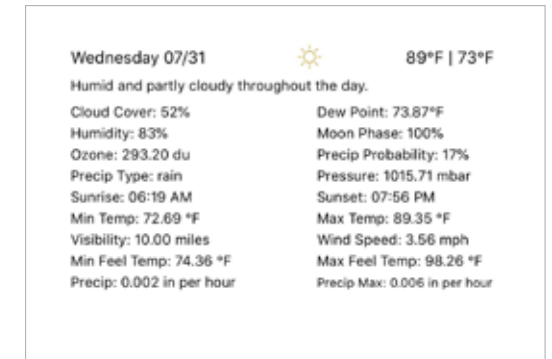 Wednesday 07/31 89°F | 73°F
Humid and partly cloudy throughout the day.
Cloud Cover: 52% Dew Point: 73.87°F
Humidity: 83% Moon Phase: 100%
Ozone: 293.20 du Precip Probability: 17%
Precip Type: rain Pressure: 1015.71 mbar
Sunrise: 06:19 AM Sunset: 07:56 PM
Min Temp: 72.69 °F Max Temp: 89.35 °F
Visibility: 10.00 miles Wind Speed: 3.56 mph
Min Feel Temp: 74.36 °F Max Feel Temp: 98.26 °F
Precip: 0.002 in per hour Precip Max: 0.006 in per hour